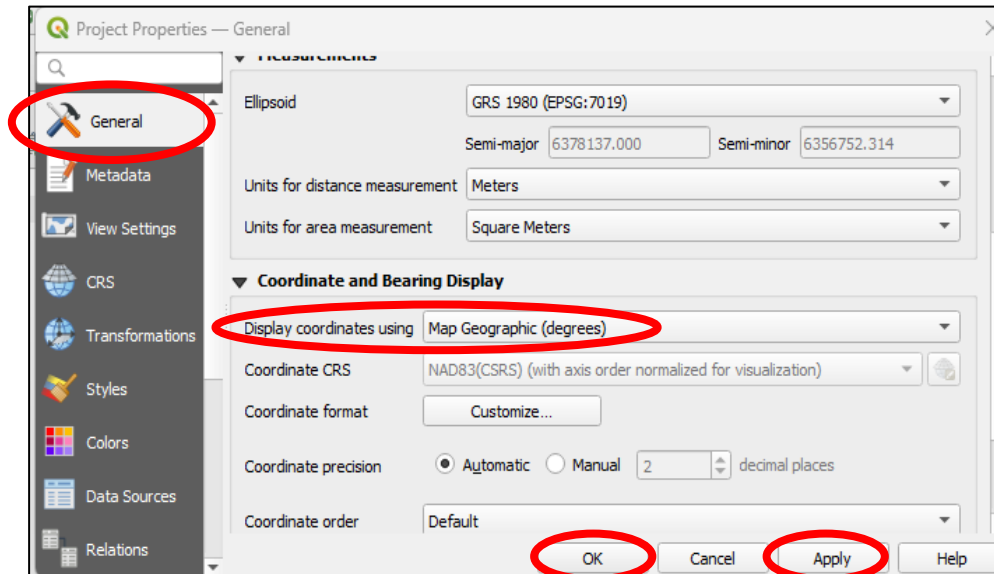 Project Properties — General
Measurements
General
Metadata
View Settings
CRS
Transformations
Styles
Colors
Data Sources
Relations
Ellipsoid GRS 1980 (EPSG:7019)
Semi-major 6378137.000 Semi-minor 6356752.314
Units for distance measurement Meters
Units for area measurement Square Meters
Coordinate and Bearing Display
Display coordinates using Map Geographic (degrees)
Coordinate CRS NAD83(CSRS) (with axis order normalized for visualization)
Coordinate format Customize...
Coordinate precision Automatic Manual 2 decimal places
Coordinate order Default
OK Cancel Apply Help